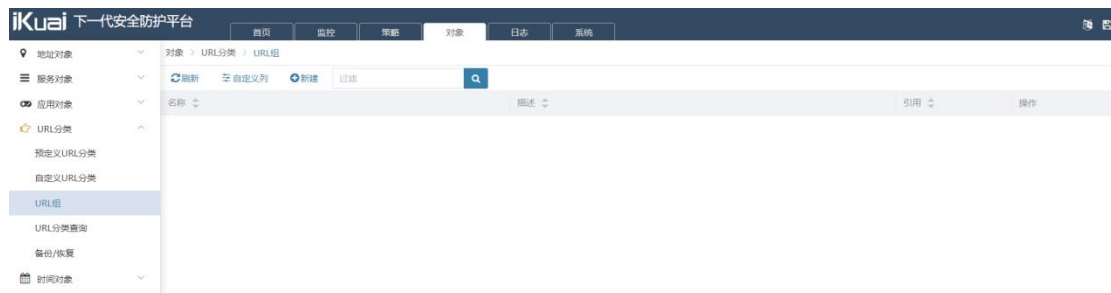 iKuai 下一代安全防护平台
首页 监控 策略 对象 日志 系统
地址对象
服务对象
应用对象
URL分类
预定义URL分类
自定义URL分类
URL组
URL分类查询
备份/恢复
时间对象
对象 > URL分类 > URL组
刷新 自定义列 新建 过滤
名称 描述 引用 操作